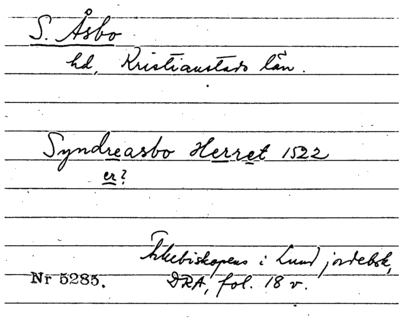 S. Åsbo
hd, Kristianstads län.
Syndreasbo Herret 1522
er?
Ärkebiskopens i Lund jordebok,
Nr 5285. DRA, fol. 18 v.